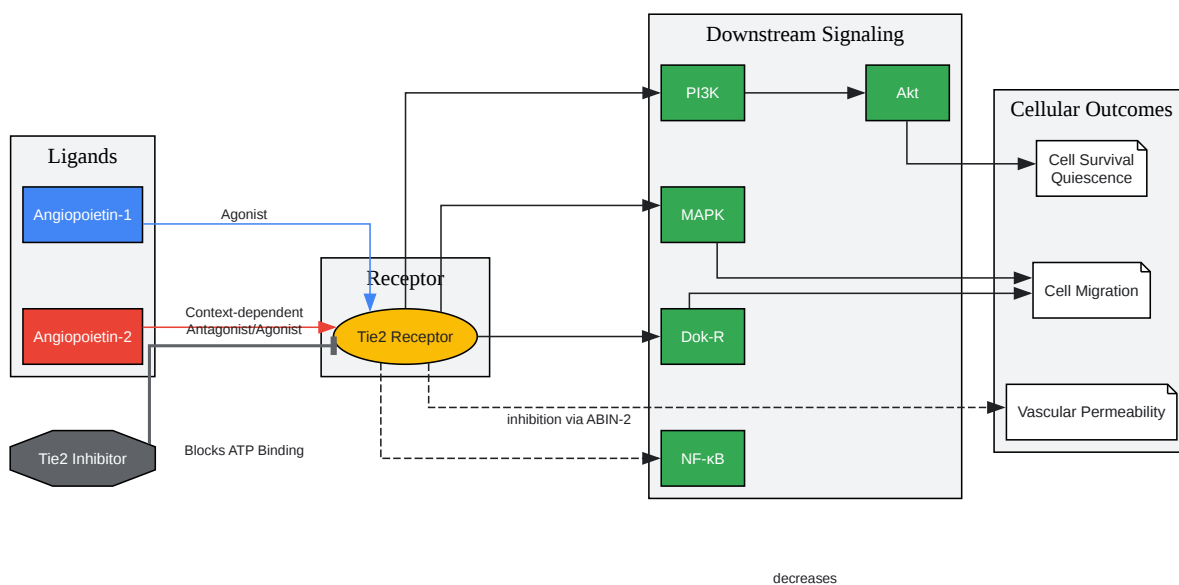 Downstream Signaling
PI3K
Akt
Cellular Outcomes
Ligands
Cell Survival
Quiescence
Angiopoietin-1
Agonist
MAPK
Receptor
Cell Migration
Context-dependent
Antagonist/Agonist
Angiopoietin-2
Tie2 Receptor
Dok-R
Vascular Permeability
inhibition via ABIN-2
Blocks ATP Binding
Tie2 Inhibitor
NF-κB
decreases